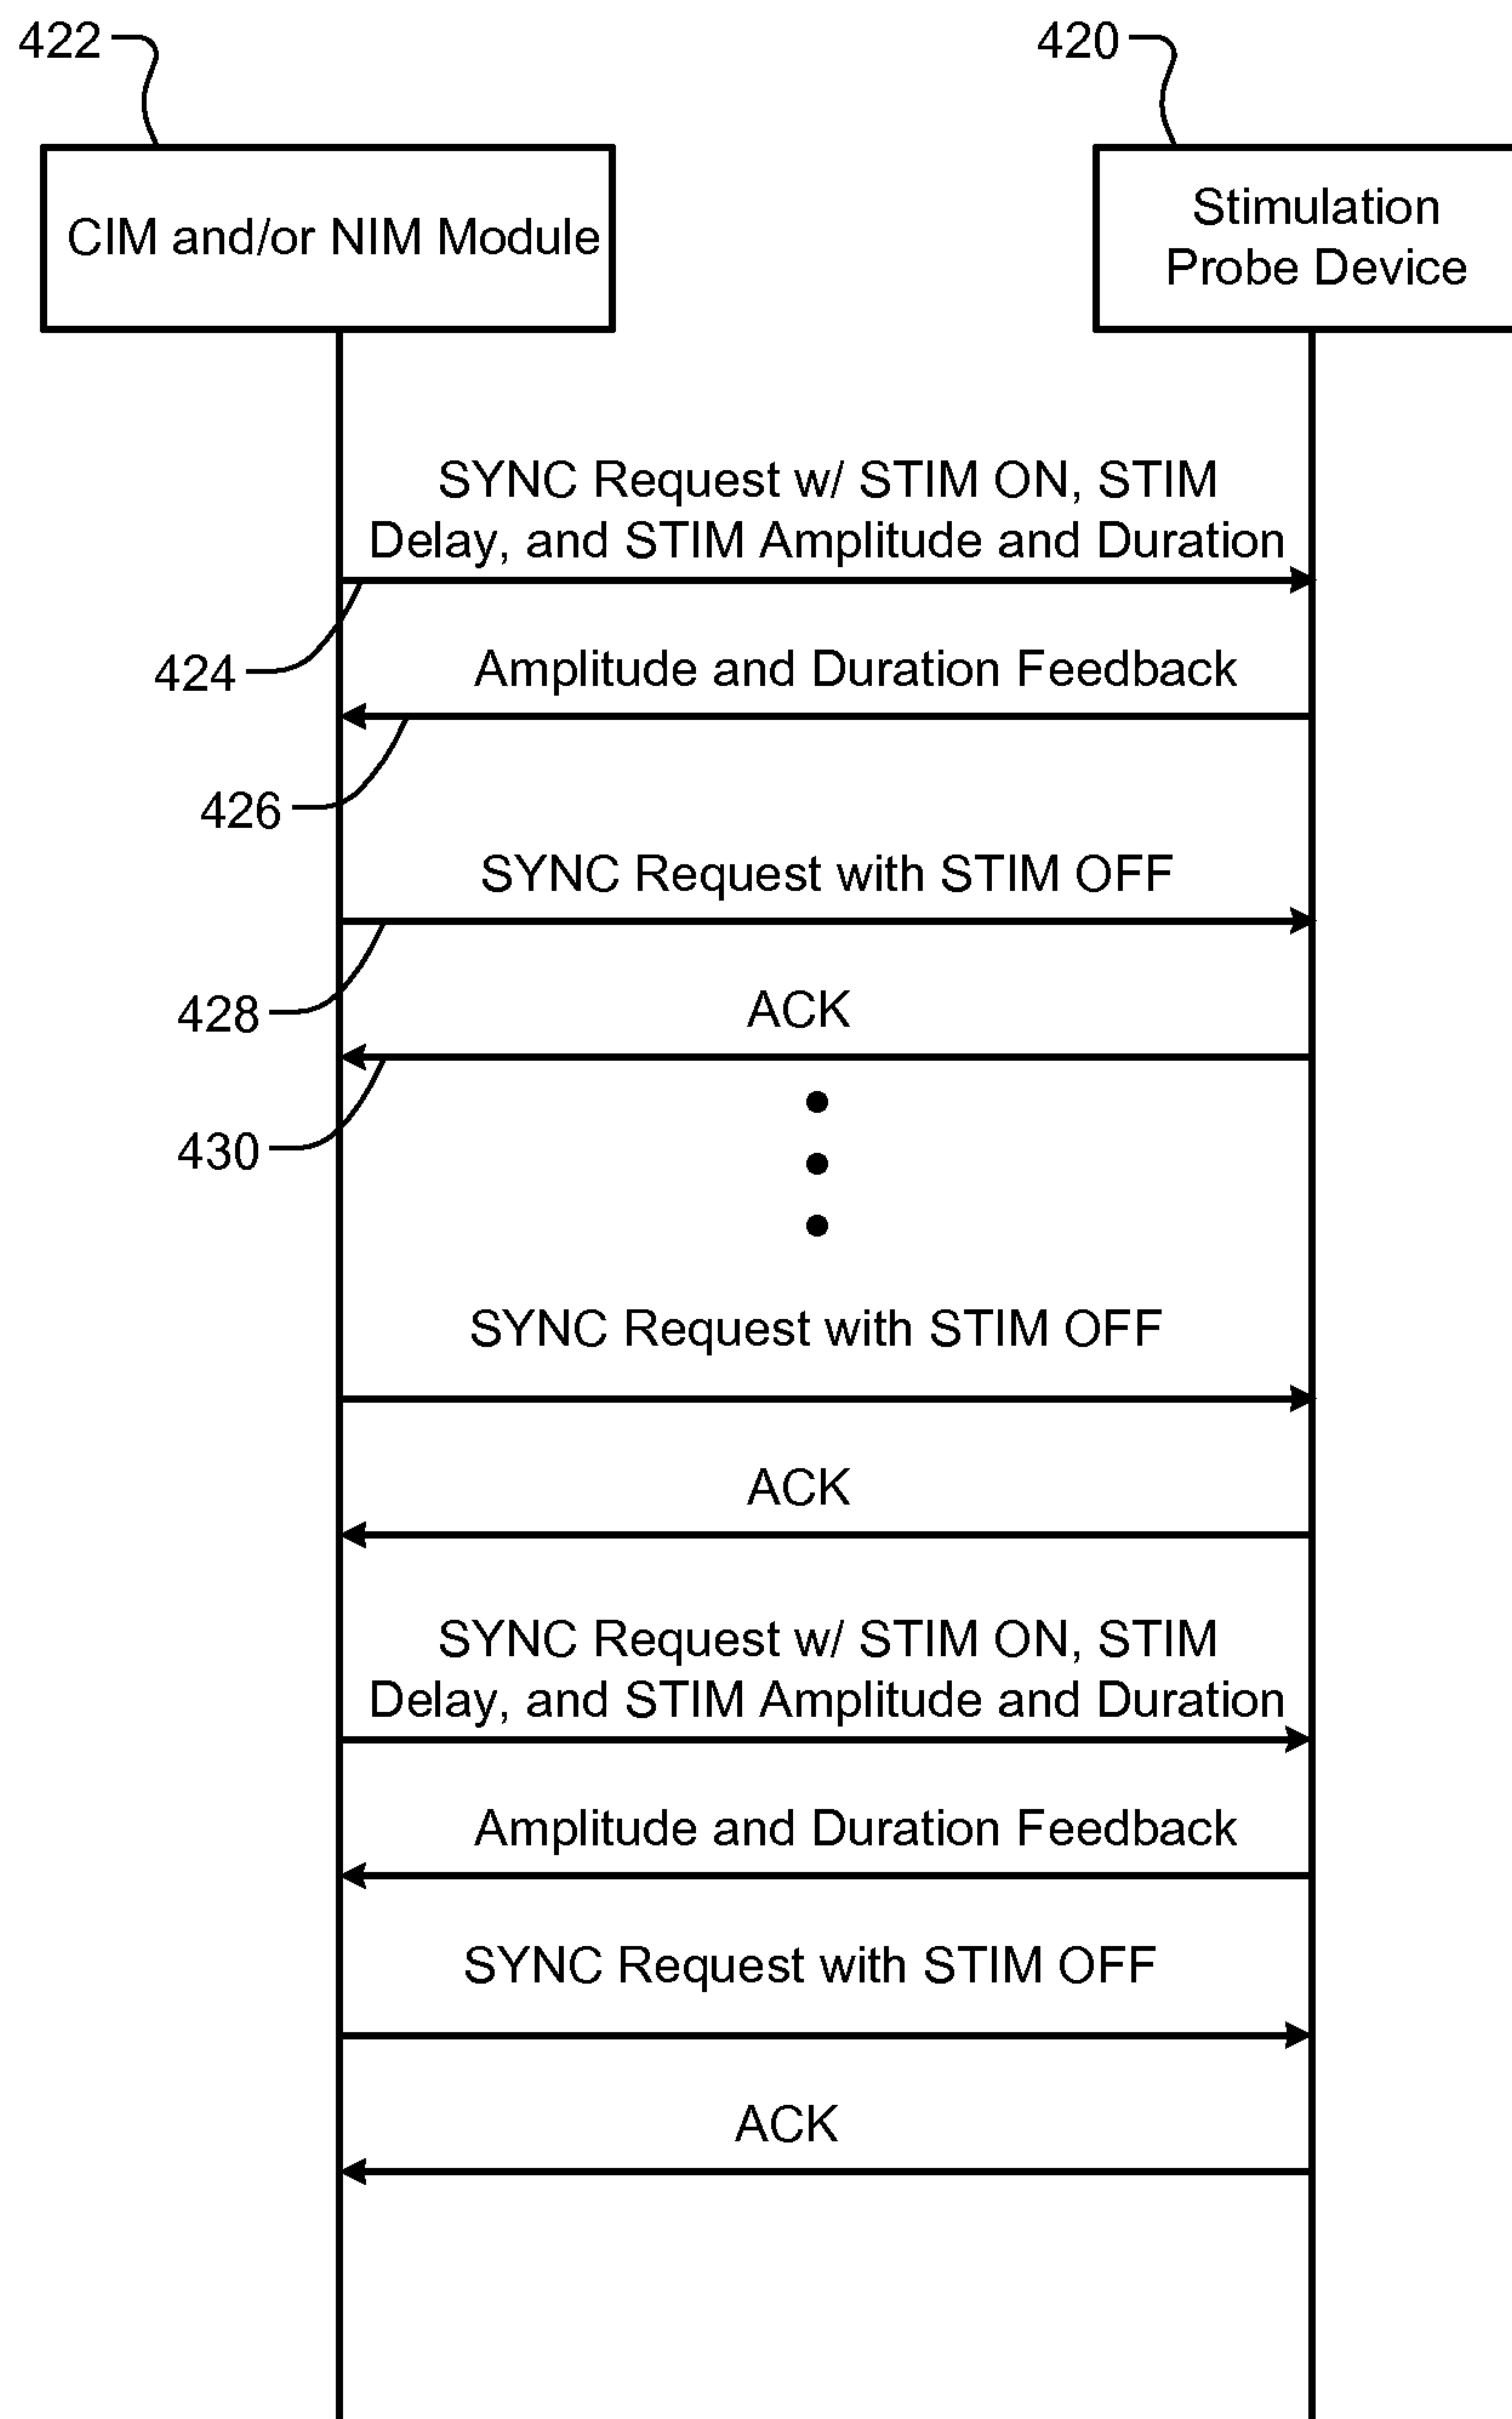 422
420
CIM and/or NIM Module
Stimulation
Probe Device
SYNC Request w/ STIM ON, STIM
Delay, and STIM Amplitude and Duration
424
Amplitude and Duration Feedback
426
SYNC Request with STIM OFF
428
ACK
430
SYNC Request with STIM OFF
ACK
SYNC Request w/ STIM ON, STIM
Delay, and STIM Amplitude and Duration
Amplitude and Duration Feedback
SYNC Request with STIM OFF
ACK